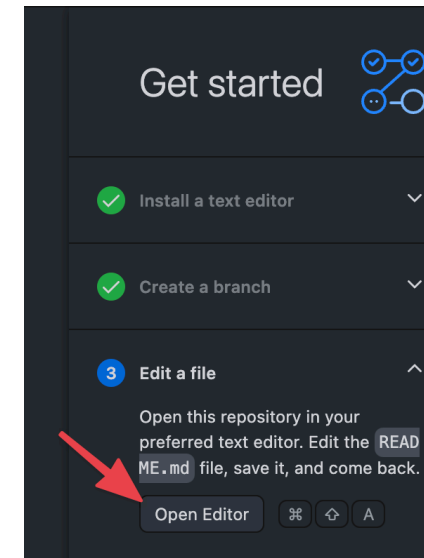 Get started
Install a text editor
Create a branch
3 Edit a file
Open this repository in your
preferred text editor. Edit the READ
ME.md file, save it, and come back.
Open Editor ⌘ ⇧ A